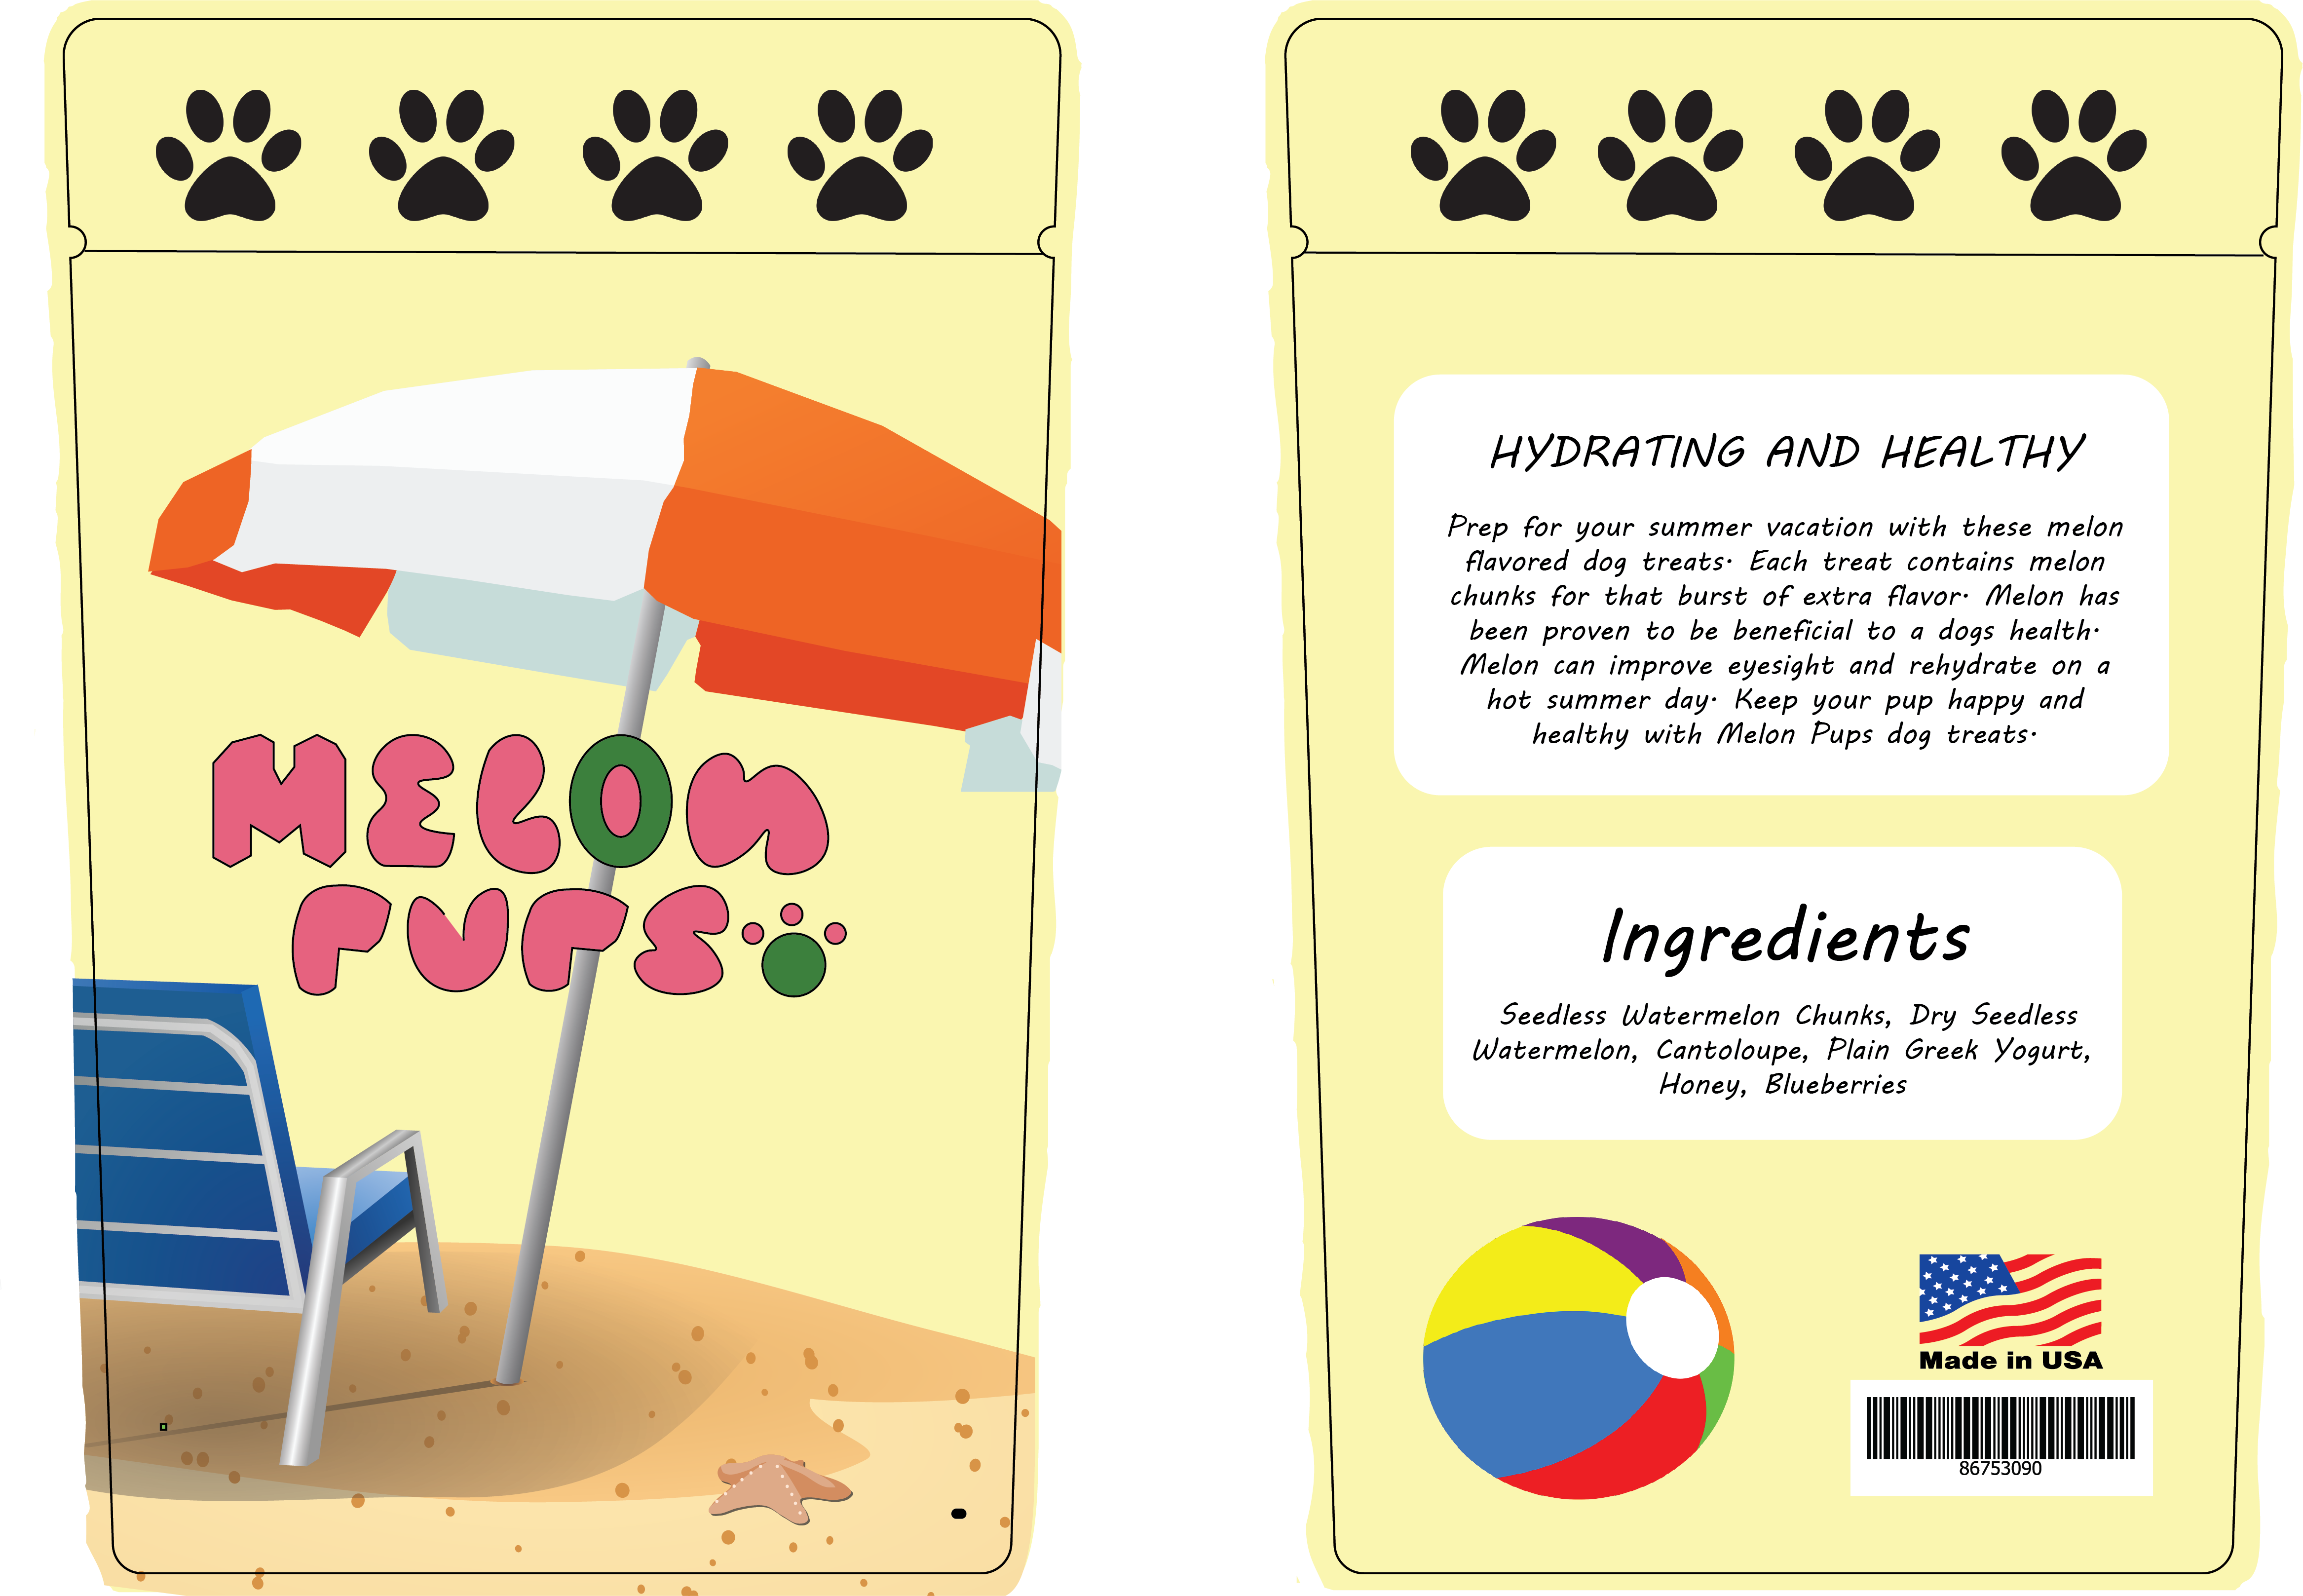 MELON
PUPS
HYDRATING AND HEALTHY
Prep for your summer vacation with these melon
flavored dog treats. Each treat contains melon
chunks for that burst of extra flavor. Melon has
been proven to be beneficial to a dogs health.
Melon can improve eyesight and rehydrate on a
hot summer day. Keep your pup happy and
healthy with Melon Pups dog treats.
Ingredients
Seedless Watermelon Chunks, Dry Seedless
Watermelon, Cantoloupe, Plain Greek Yogurt,
Honey, Blueberries
Made in USA
86753090